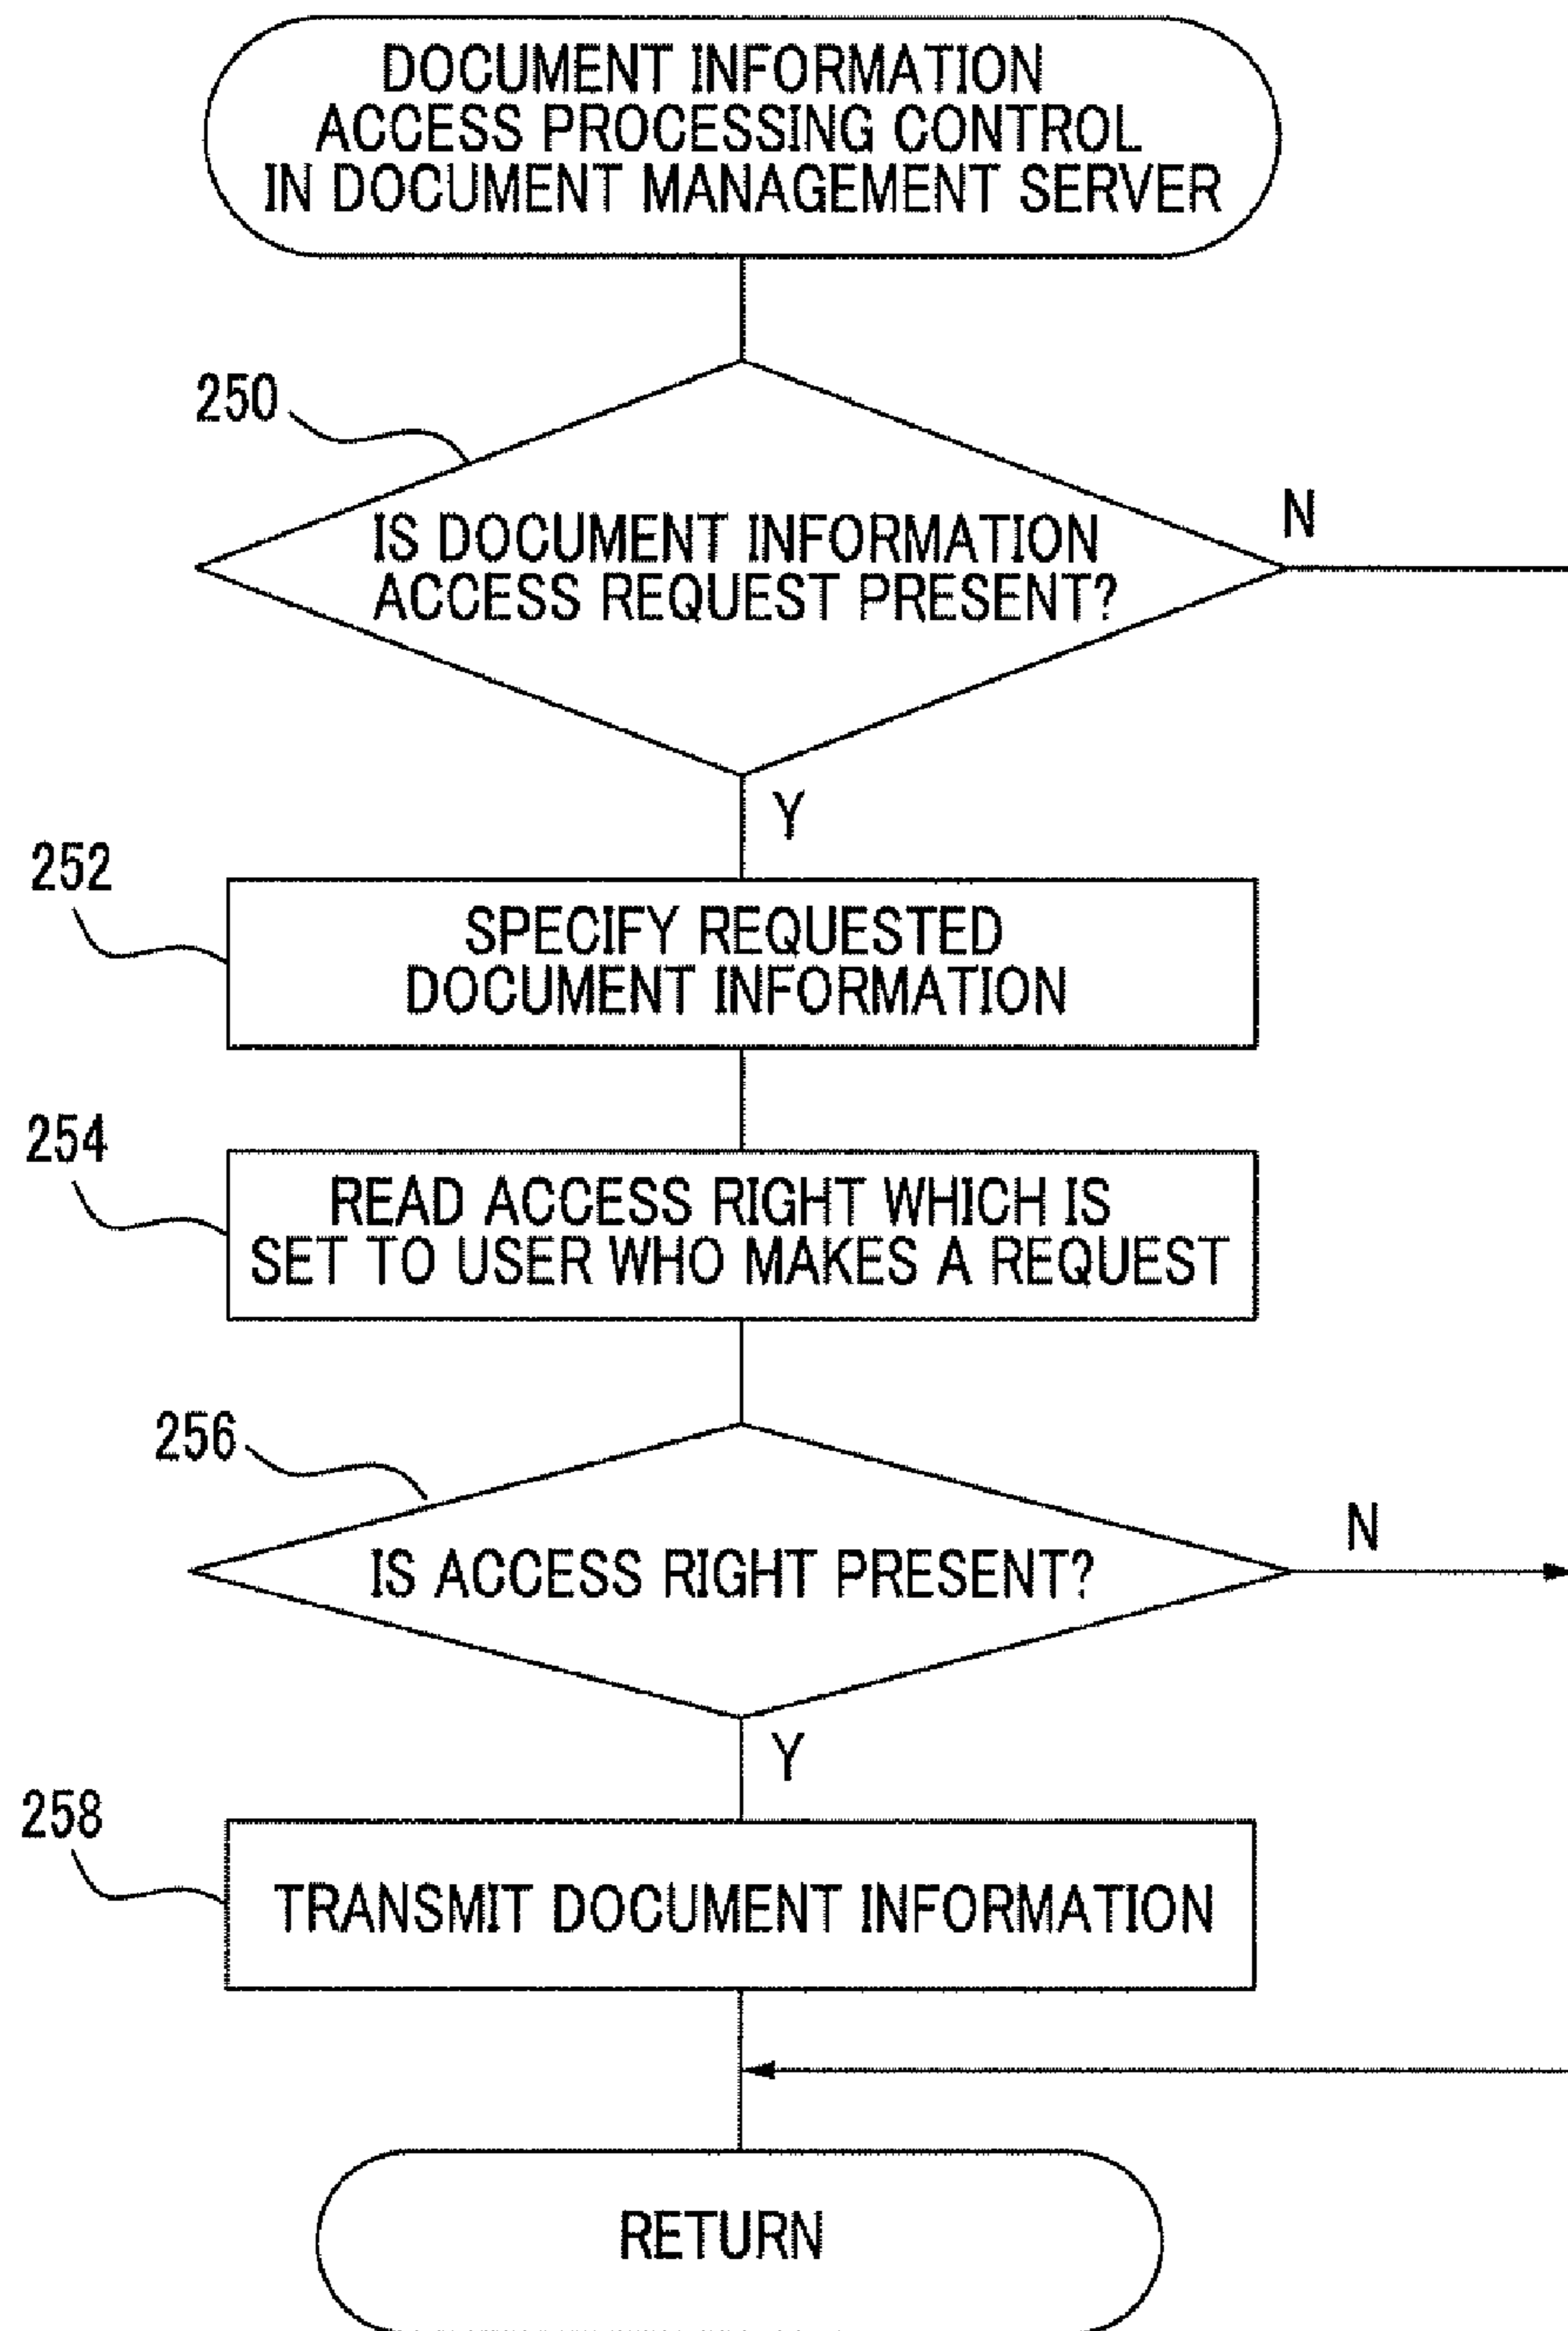 DOCUMENT INFORMATION
ACCESS PROCESSING CONTROL
IN DOCUMENT MANAGEMENT SERVER
250
IS DOCUMENT INFORMATION
ACCESS REQUEST PRESENT?
N
Y
252
SPECIFY REQUESTED
DOCUMENT INFORMATION
254
READ ACCESS RIGHT WHICH IS
SET TO USER WHO MAKES A REQUEST
256
IS ACCESS RIGHT PRESENT?
N
Y
258
TRANSMIT DOCUMENT INFORMATION
RETURN